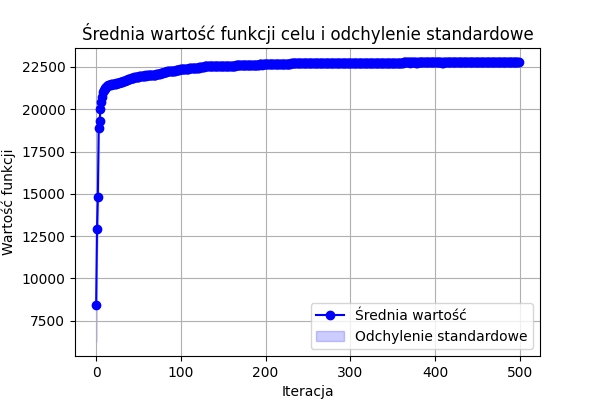 Średnia wartość funkcji celu i odchylenie standardowe
Wartość funkcji
22500
20000
17500
15000
12500
10000
7500
0
100
200
300
400
500
Iteracja
Średnia wartość
Odchylenie standardowe